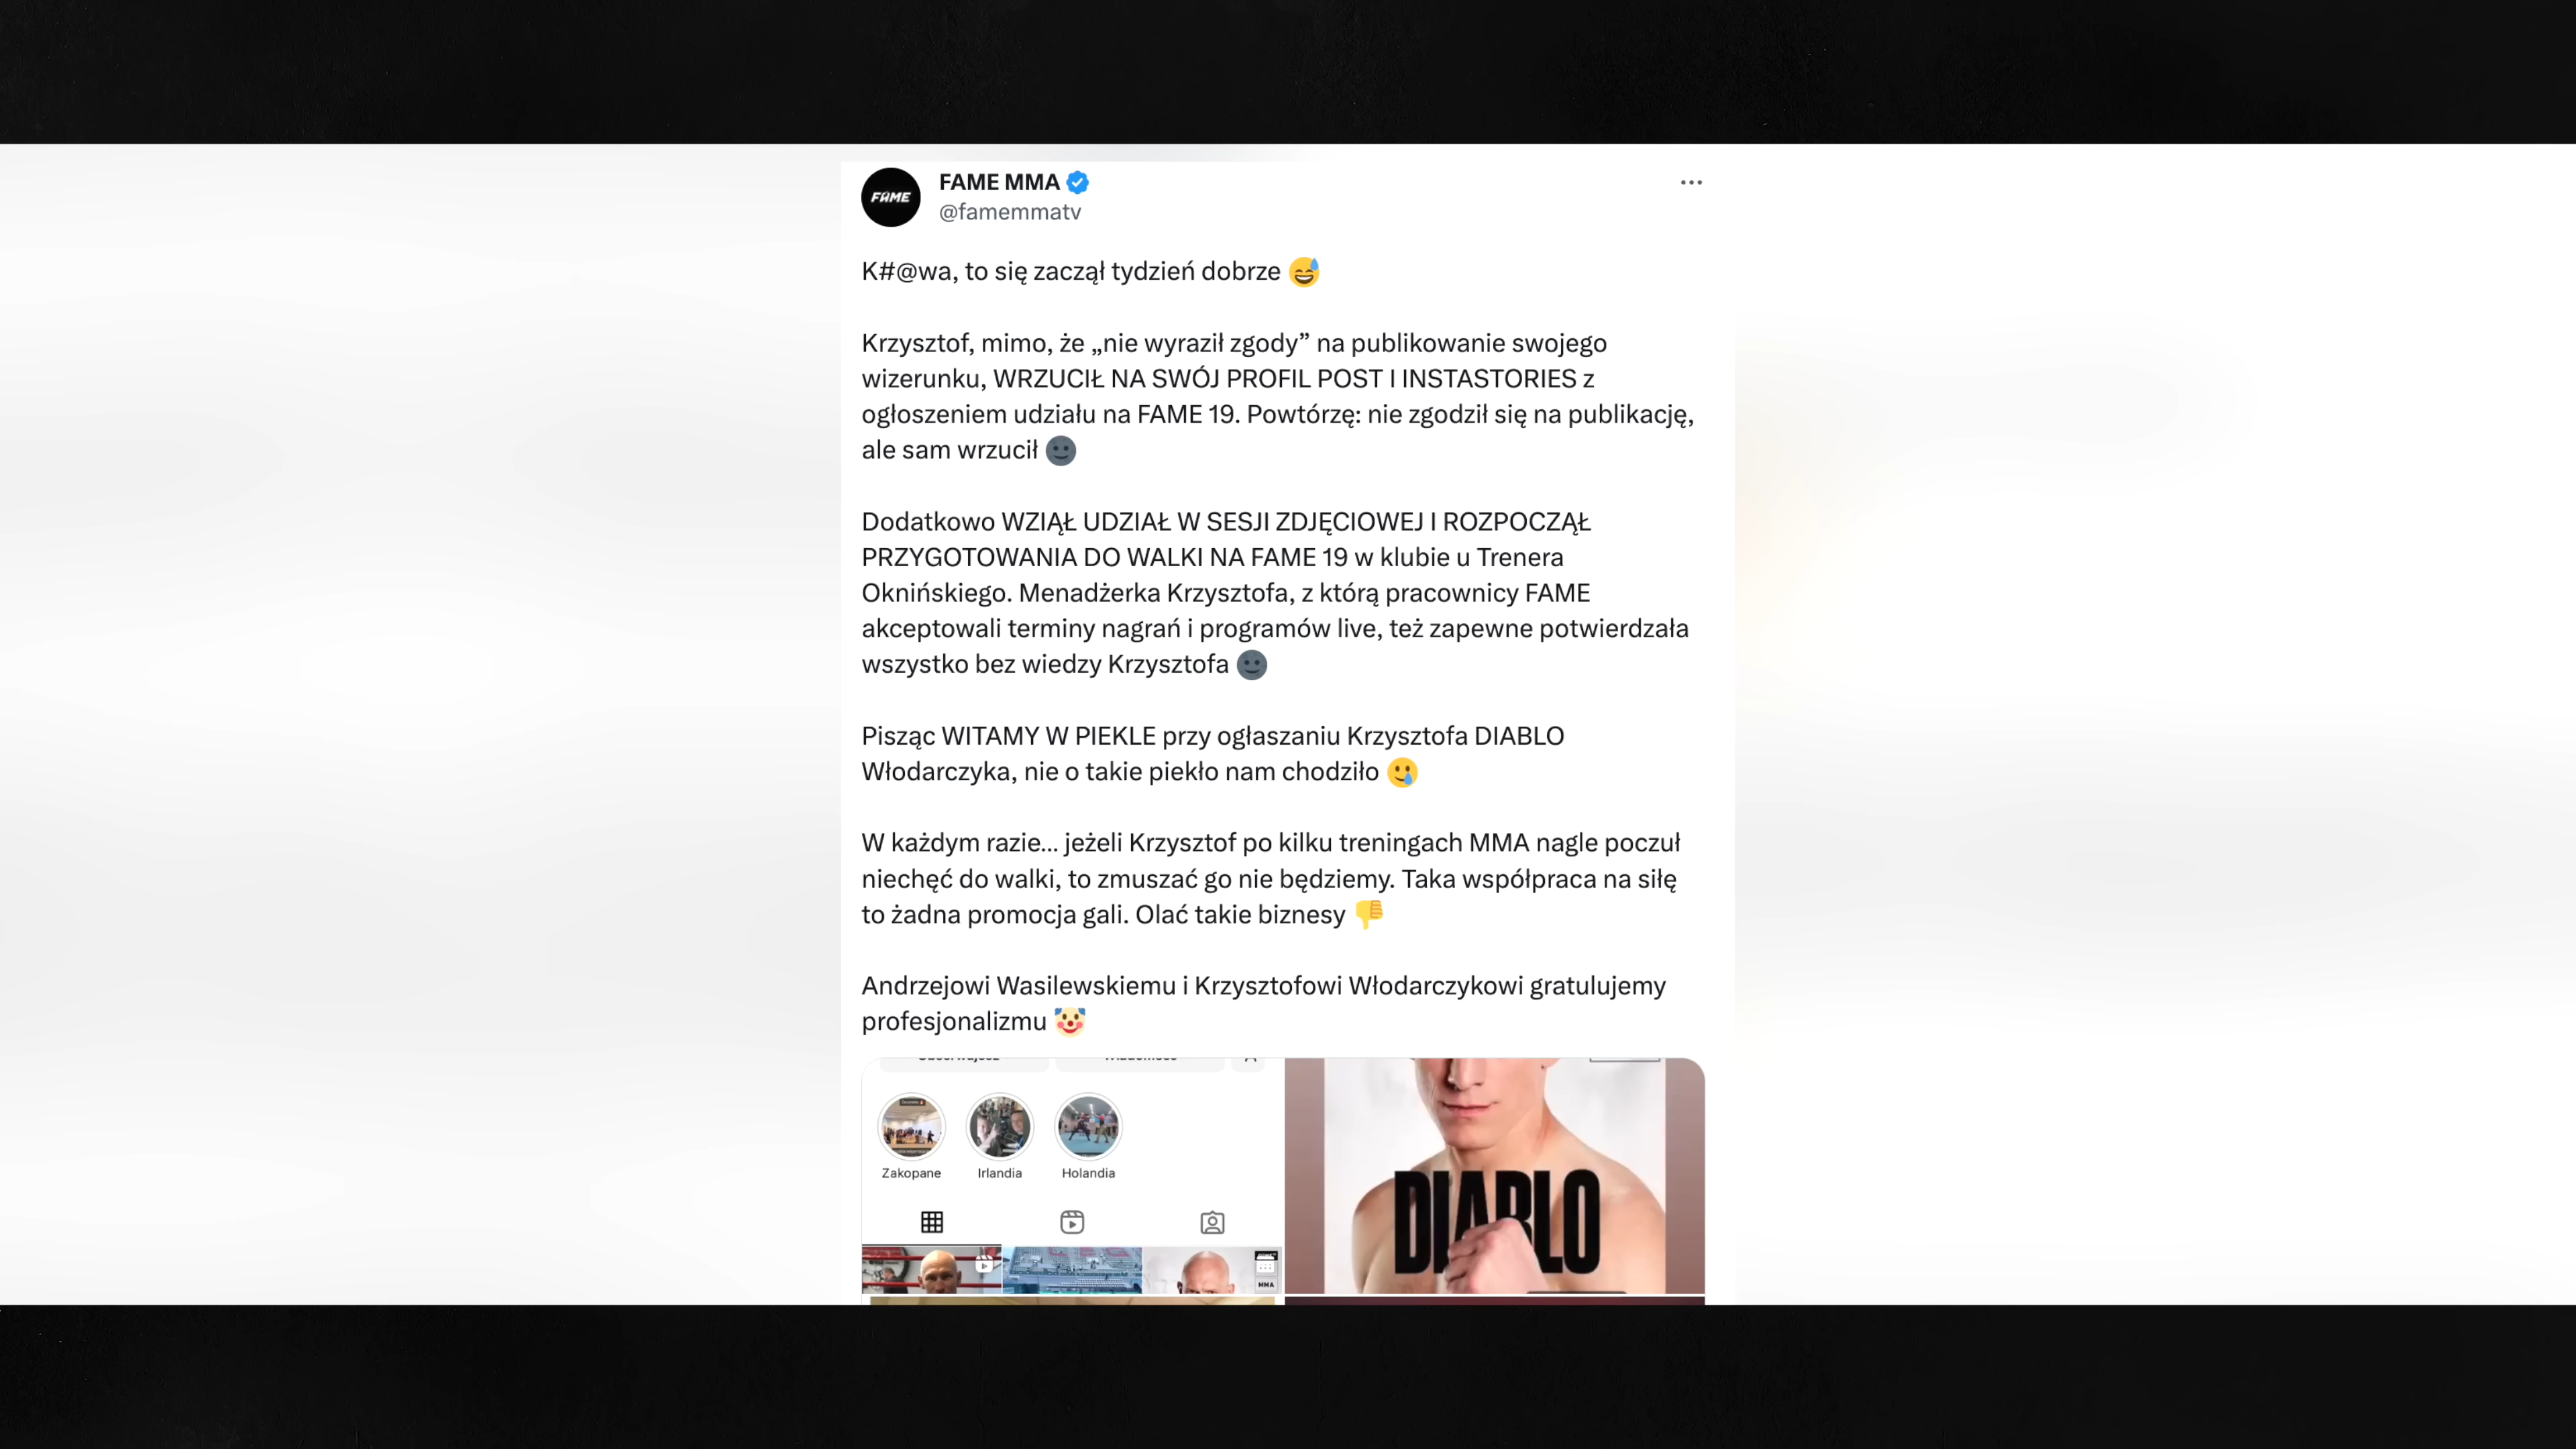 FAME
FAME MMA
@famemmatv
K#@wa, to się zaczął tydzień dobrze 😅
Krzysztof, mimo, że „nie wyraził zgody” na publikowanie swojego
wizerunku, WRZUCIŁ NA SWÓJ PROFIL POST I INSTASTORIES z
ogłoszeniem udziału na FAME 19. Powtórzę: nie zgodził się na publikację,
ale sam wrzucił 🌚
Dodatkowo WZIĄŁ UDZIAŁ W SESJI ZDJĘCIOWEJ I ROZPOCZĄŁ
PRZYGOTOWANIA DO WALKI NA FAME 19 w klubie u Trenera
Oknińskiego. Menadżerka Krzysztofa, z którą pracownicy FAME
akceptowali terminy nagrań i programów live, też zapewne potwierdzała
wszystko bez wiedzy Krzysztofa 🌚
Pisząc WITAMY W PIEKLE przy ogłaszaniu Krzysztofa DIABLO
Włodarczyka, nie o takie piekło nam chodziło 🥲
W każdym razie... jeżeli Krzysztof po kilku treningach MMA nagle poczuł
niechęć do walki, to zmuszać go nie będziemy. Taka współpraca na siłę
to żadna promocja gali. Olać takie biznesy 👎
Andrzejowi Wasilewskiemu i Krzysztofowi Włodarczykowi gratulujemy
profesjonalizmu 🤡
Zakopane Irlandia Holandia
DIABLO
MMA